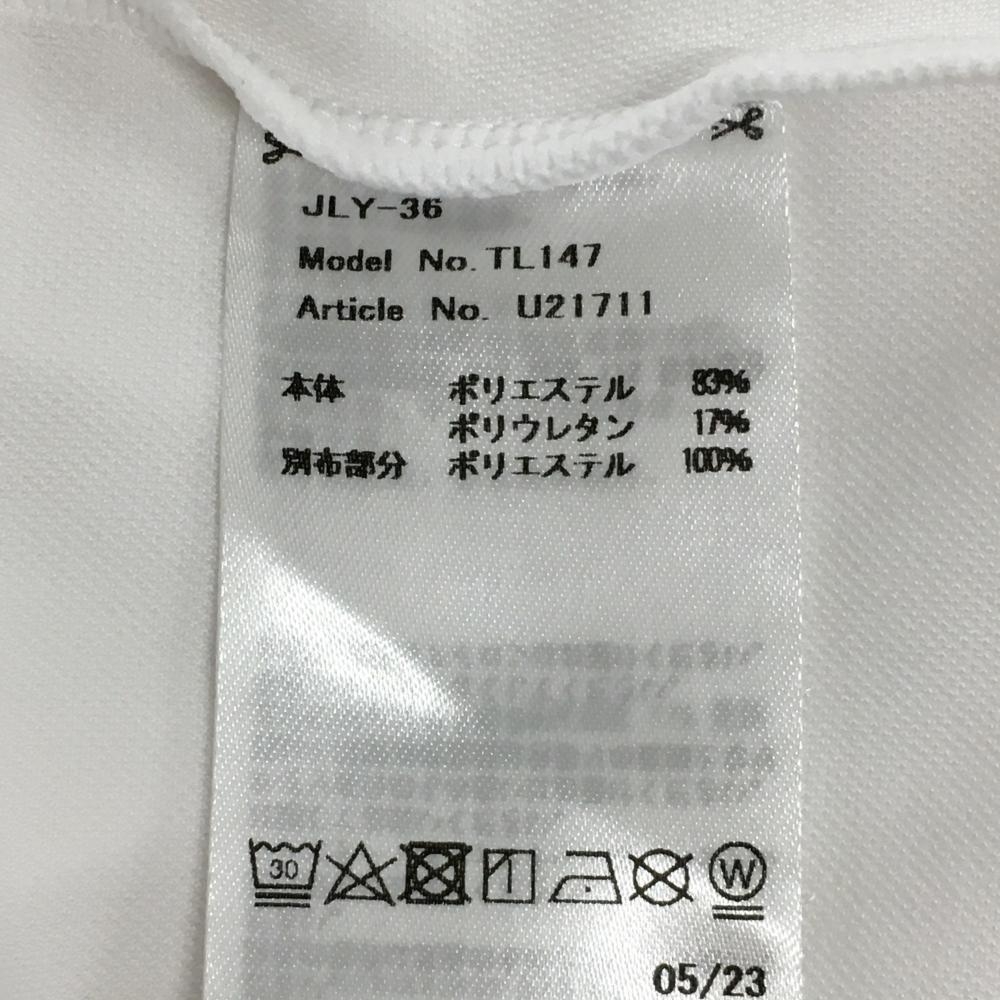 JLY-36
Model No. TL147
Article No. U21711
本体 ポリエステル 83%
ポリウレタン 17%
別布部分 ポリエステル 100%
30 W
05/23